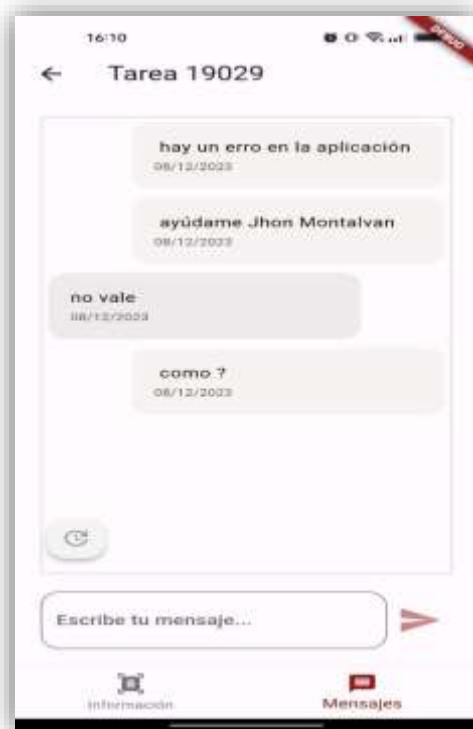 16:10
DEBUG
Tarea 19029
hay un erro en la aplicación
08/12/2023
ayúdame Jhon Montalvan
08/12/2023
no vale
08/12/2023
como ?
08/12/2023
Escribe tu mensaje...
Información
Mensajes